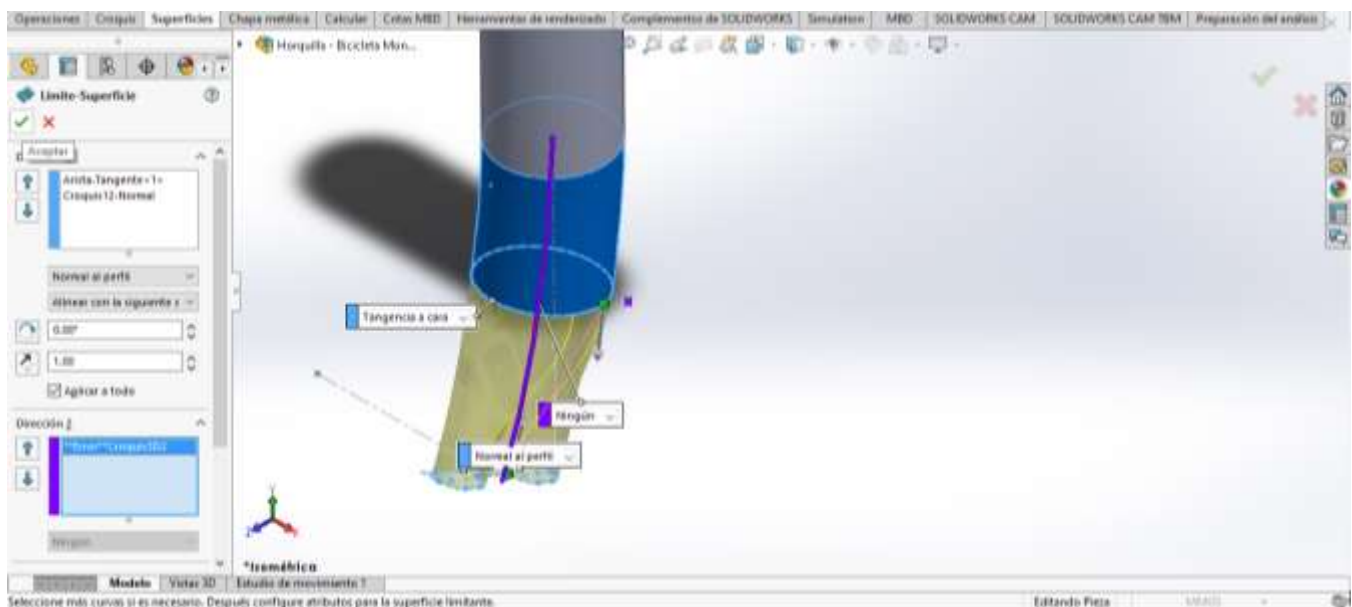 Operaciones Croquis Superficies Chapa metálica Calcular Cotas MBD Herramientas de renderizado Complementos de SOLIDWORKS Simulation MBD SOLIDWORKS CAM SOLIDWORKS CAM TBM Preparación del análisis
Horquilla - Bicicleta Mon...
Límite-Superficie
Aceptar
Arista-Tangente<1>
Croquis12-Normal
Normal al perfil
Alinear con la siguiente s
0.00°
1.00
Aplicar a todo
Tangencia a cara
Ningún
Dirección 2
**Error**Croquis3D2
Normal al perfil
Ningún
*Isométrica
Modelo Vistas 3D Estudio de movimiento 1
Seleccione más curvas si es necesario. Después configure atributos para la superficie limitante.
Editando Pieza